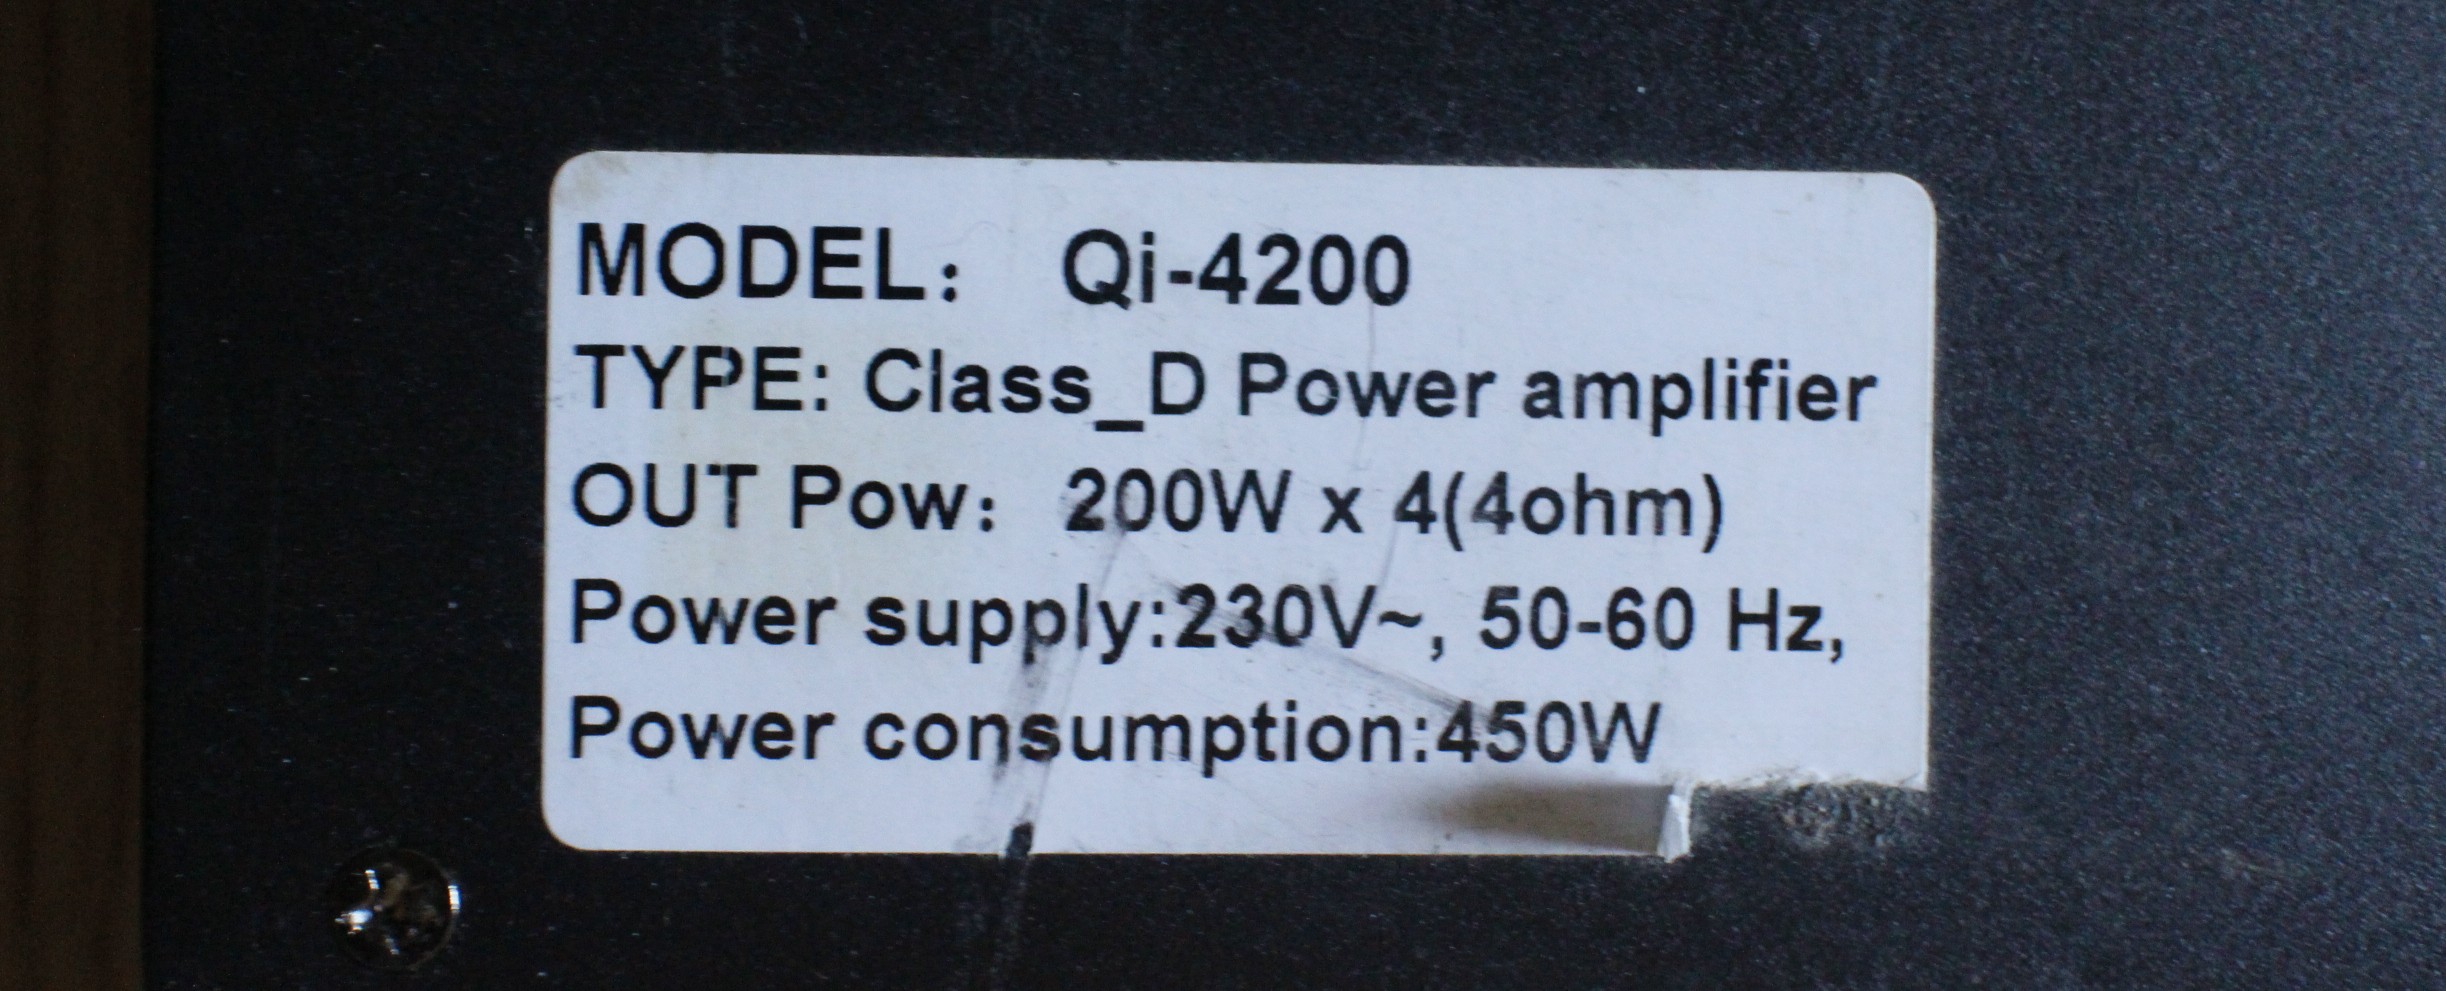 MODEL: Qi-4200
TYPE: Class_D Power amplifier
OUT Pow: 200W x 4(4ohm)
Power supply:230V~, 50-60 Hz,
Power consumption:450W